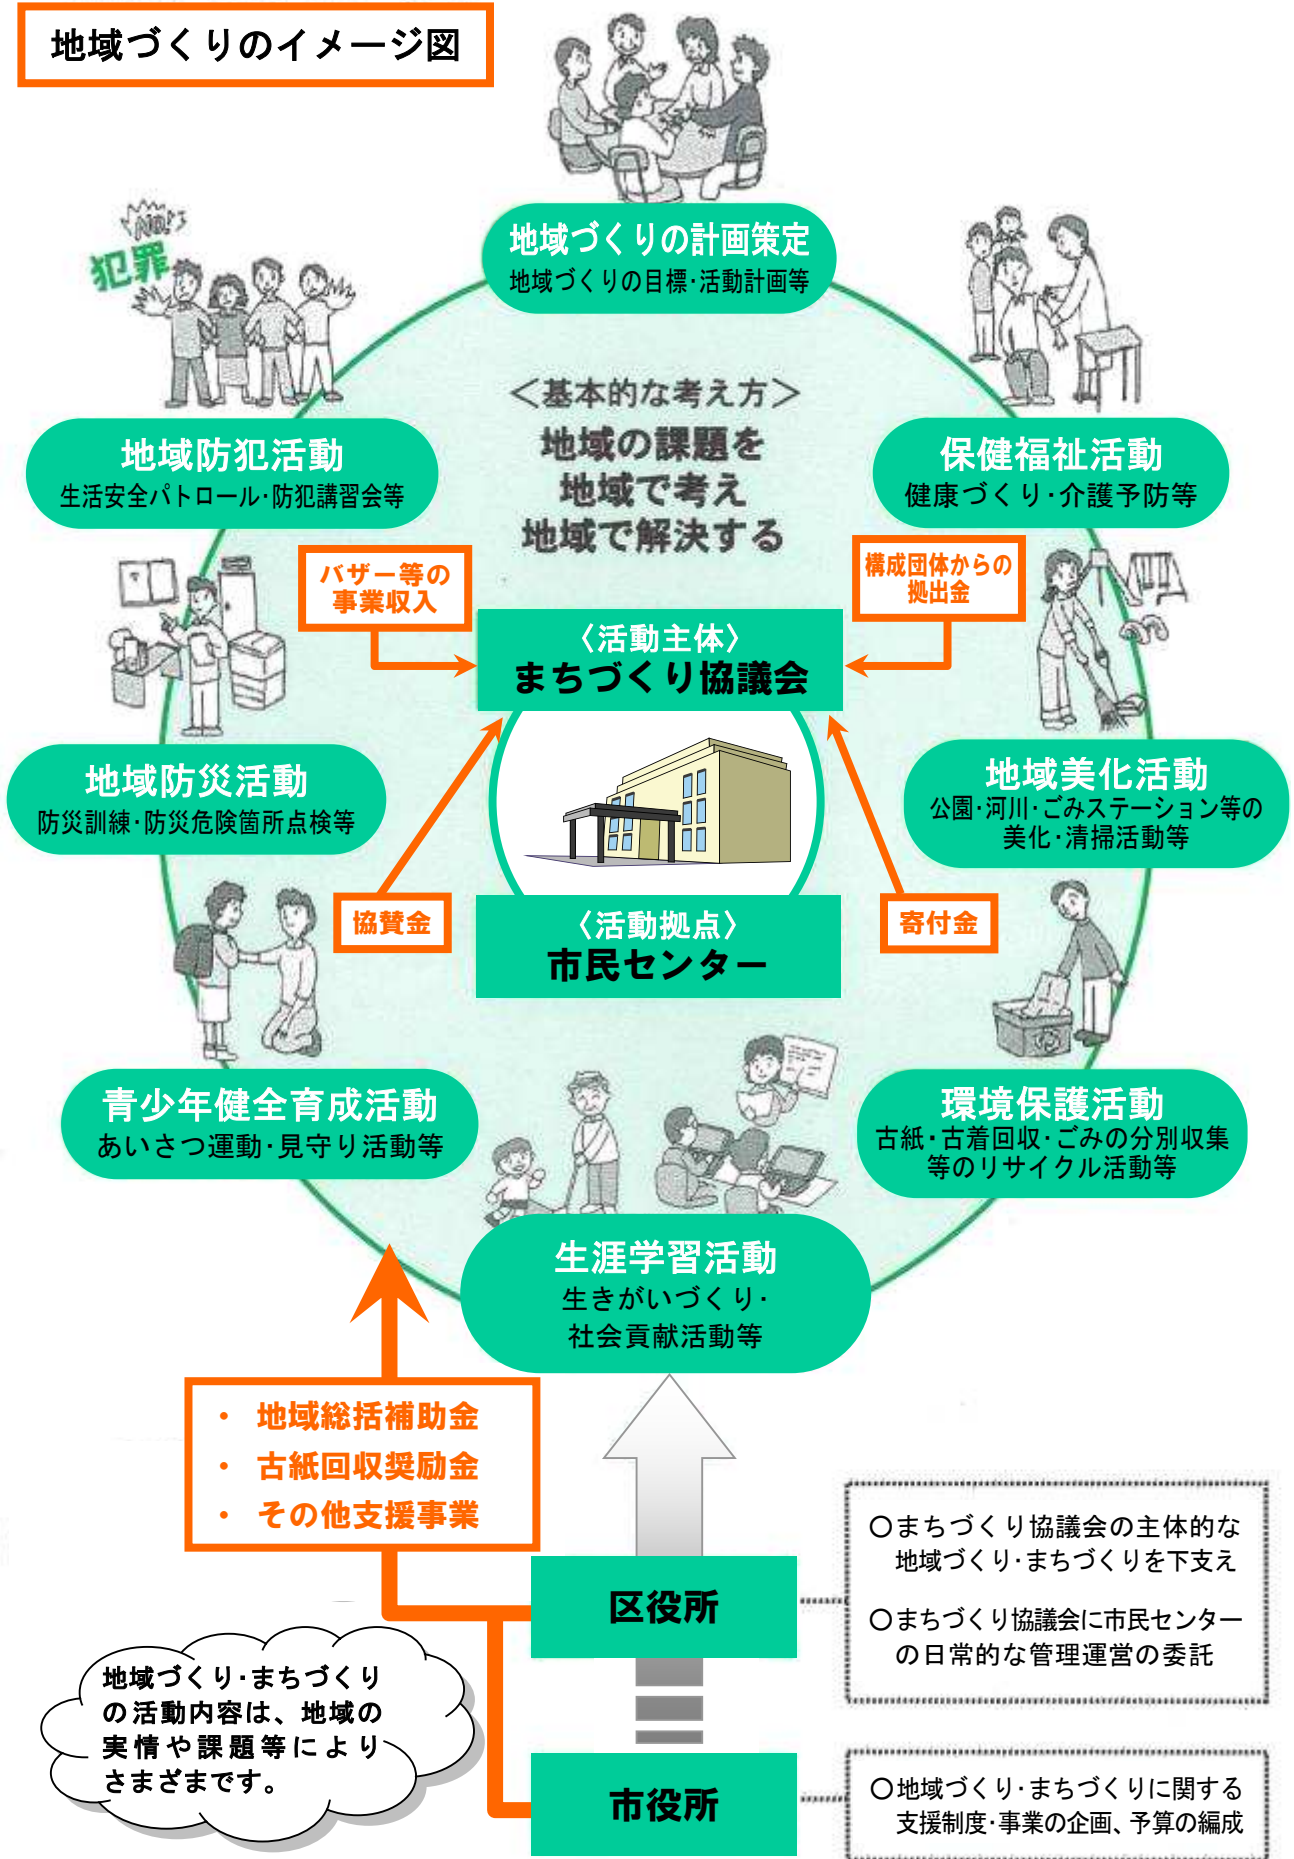 地域づくりのイメージ図
NO!!
犯罪
地域づくりの計画策定
地域づくりの目標・活動計画等
＜基本的な考え方＞
地域の課題を
地域で考え
地域で解決する
地域防犯活動
生活安全パトロール・防犯講習会等
保健福祉活動
健康づくり・介護予防等
バザー等の
事業収入
構成団体からの
拠出金
〈活動主体〉
まちづくり協議会
地域防災活動
防災訓練・防災危険箇所点検等
地域美化活動
公園・河川・ごみステーション等の
美化・清掃活動等
協賛金
寄付金
〈活動拠点〉
市民センター
青少年健全育成活動
あいさつ運動・見守り活動等
環境保護活動
古紙・古着回収・ごみの分別収集
等のリサイクル活動等
生涯学習活動
生きがいづくり・
社会貢献活動等
・ 地域総括補助金
・ 古紙回収奨励金
・ その他支援事業
区役所
〇まちづくり協議会の主体的な
地域づくり・まちづくりを下支え
〇まちづくり協議会に市民センター
の日常的な管理運営の委託
地域づくり・まちづくり
の活動内容は、地域の
実情や課題等により
さまざまです。
市役所
〇地域づくり・まちづくりに関する
支援制度・事業の企画、予算の編成